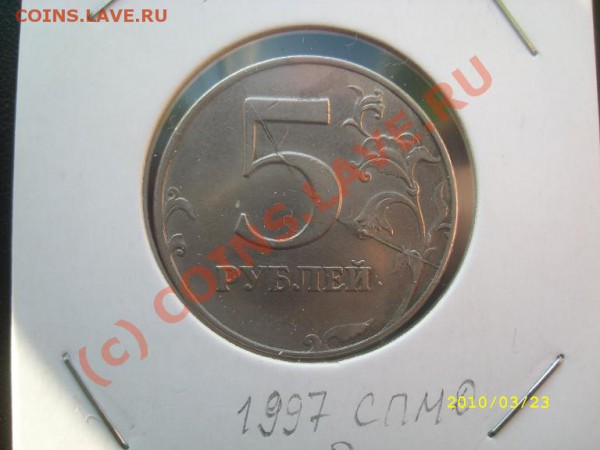 COINS.LAVE.RU
5
РУБЛЕЙ
(c) COINS.LAVE.RU
1997 СПМД
2010/03/23